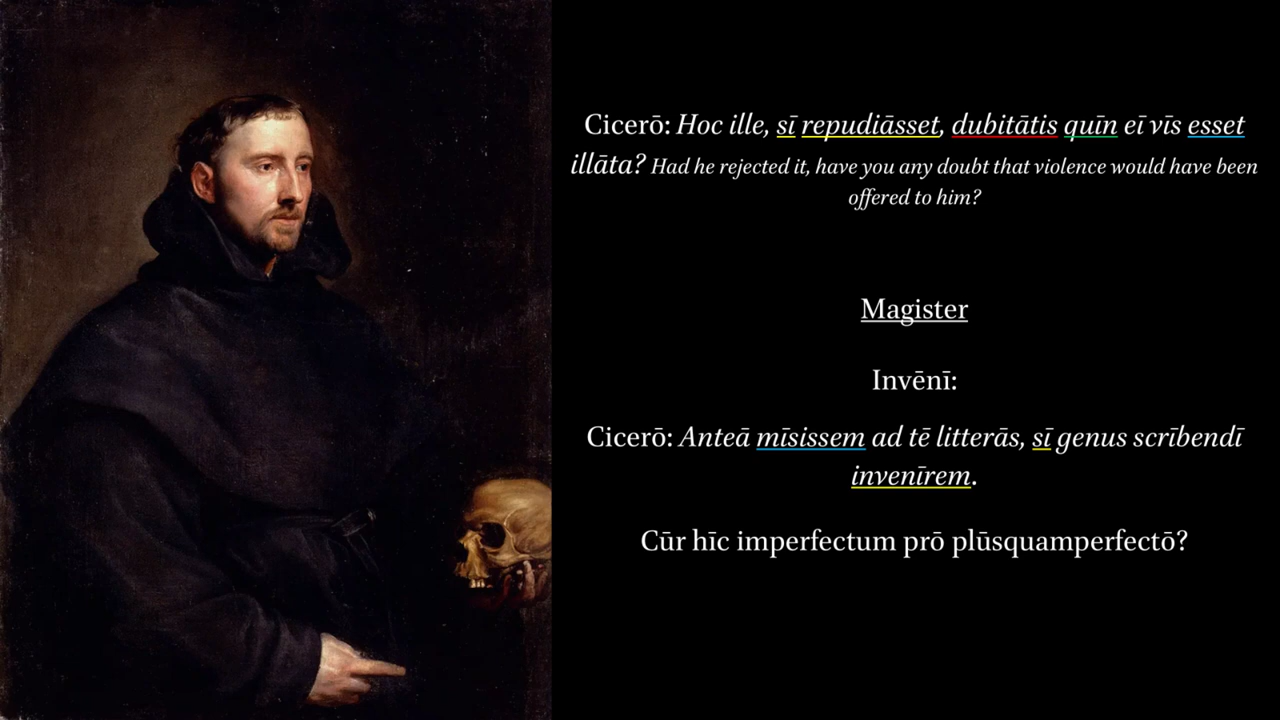 Cicerō: Hoc ille, sī repudiāsset, dubitātis quīn eī vīs esset
illāta? Had he rejected it, have you any doubt that violence would have been
offered to him?
Magister
Invēnī:
Cicerō: Anteā mīsissem ad tē litterās, sī genus scrībendī
invenīrem.
Cūr hīc imperfectum prō plūsquamperfectō?